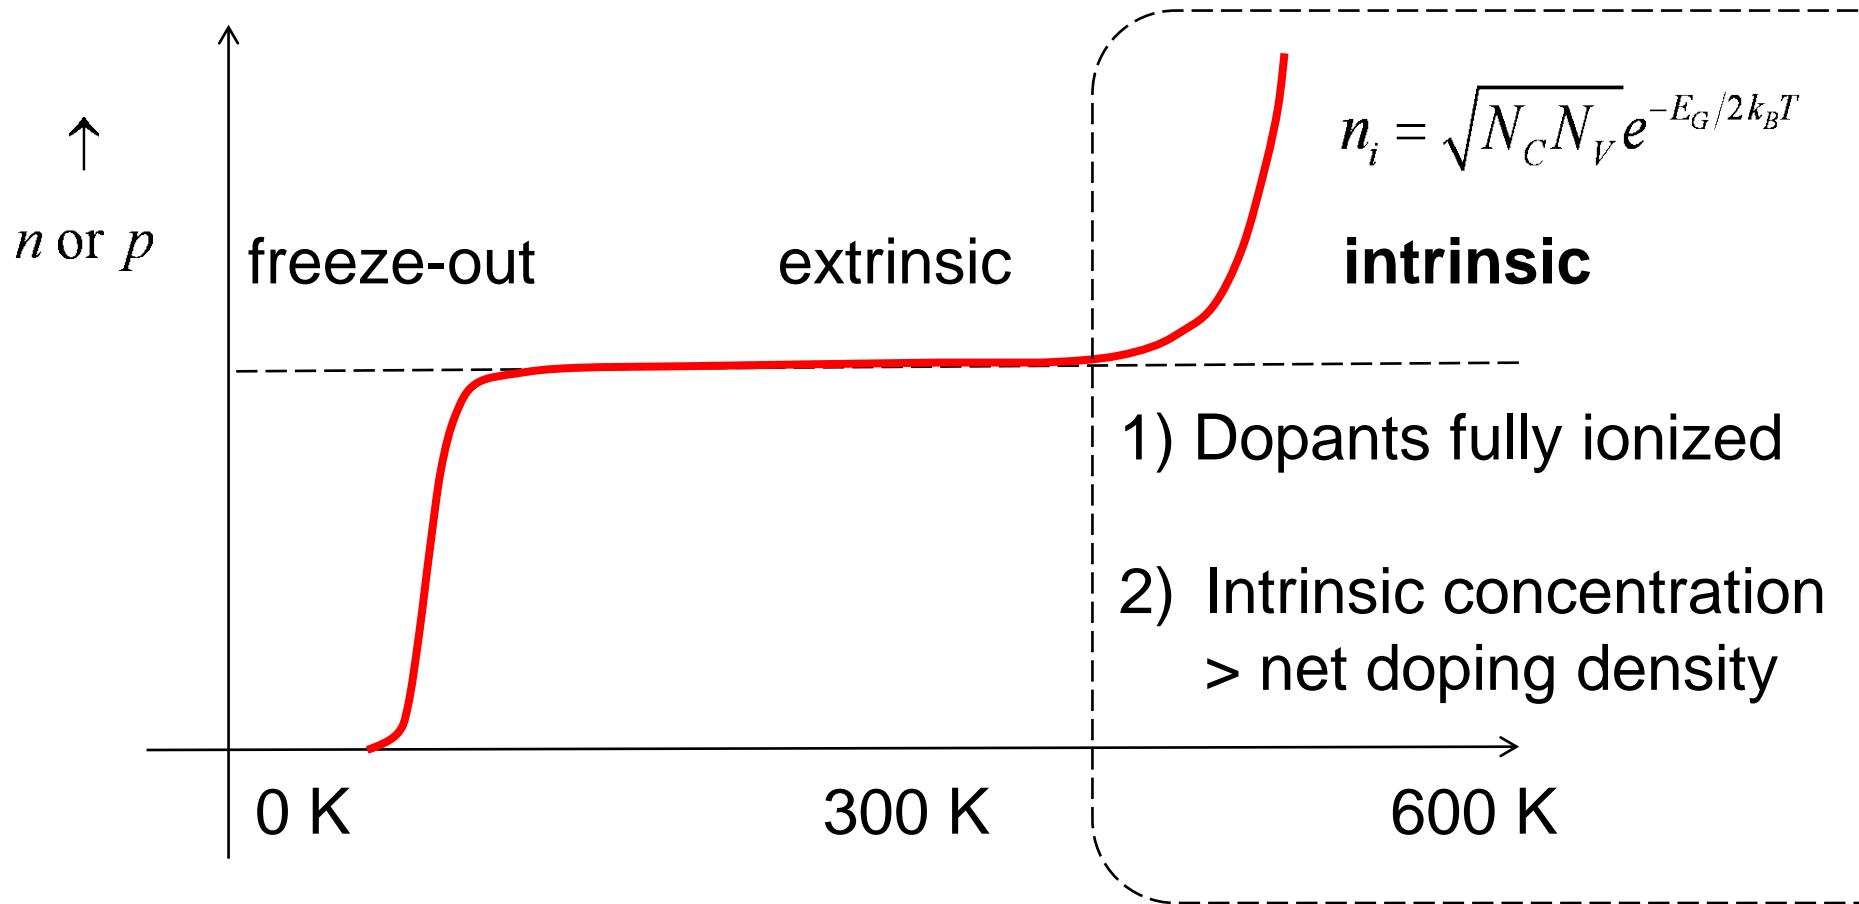 ↑
n or p
freeze-out
extrinsic
n_i = √(N_C N_V) e^{-E_G/2k_BT}
intrinsic
1) Dopants fully ionized
2) Intrinsic concentration
> net doping density
0 K
300 K
600 K